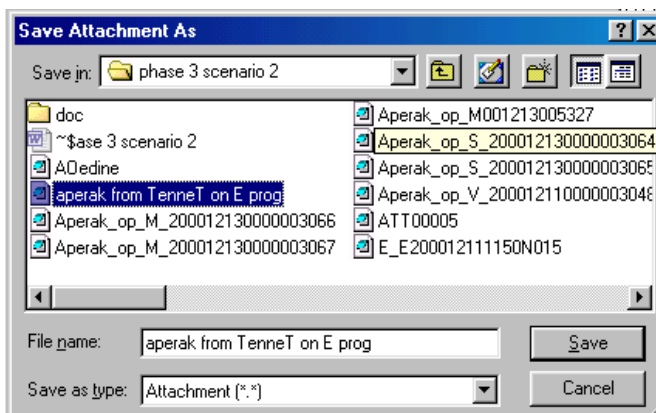 Save Attachment As
Save in: phase 3 scenario 2
doc
~$ase 3 scenario 2
AOedine
aperak from TenneT on E prog
Aperak_op_M_200012130000003066
Aperak_op_M_200012130000003067
Aperak_op_M001213005327
Aperak_op_S_200012130000003064
Aperak_op_S_200012130000003065
Aperak_op_V_200012110000003048
ATT00005
E_E200012111150N015
File name: aperak from TenneT on E prog
Save
Save as type: Attachment (*.*)
Cancel